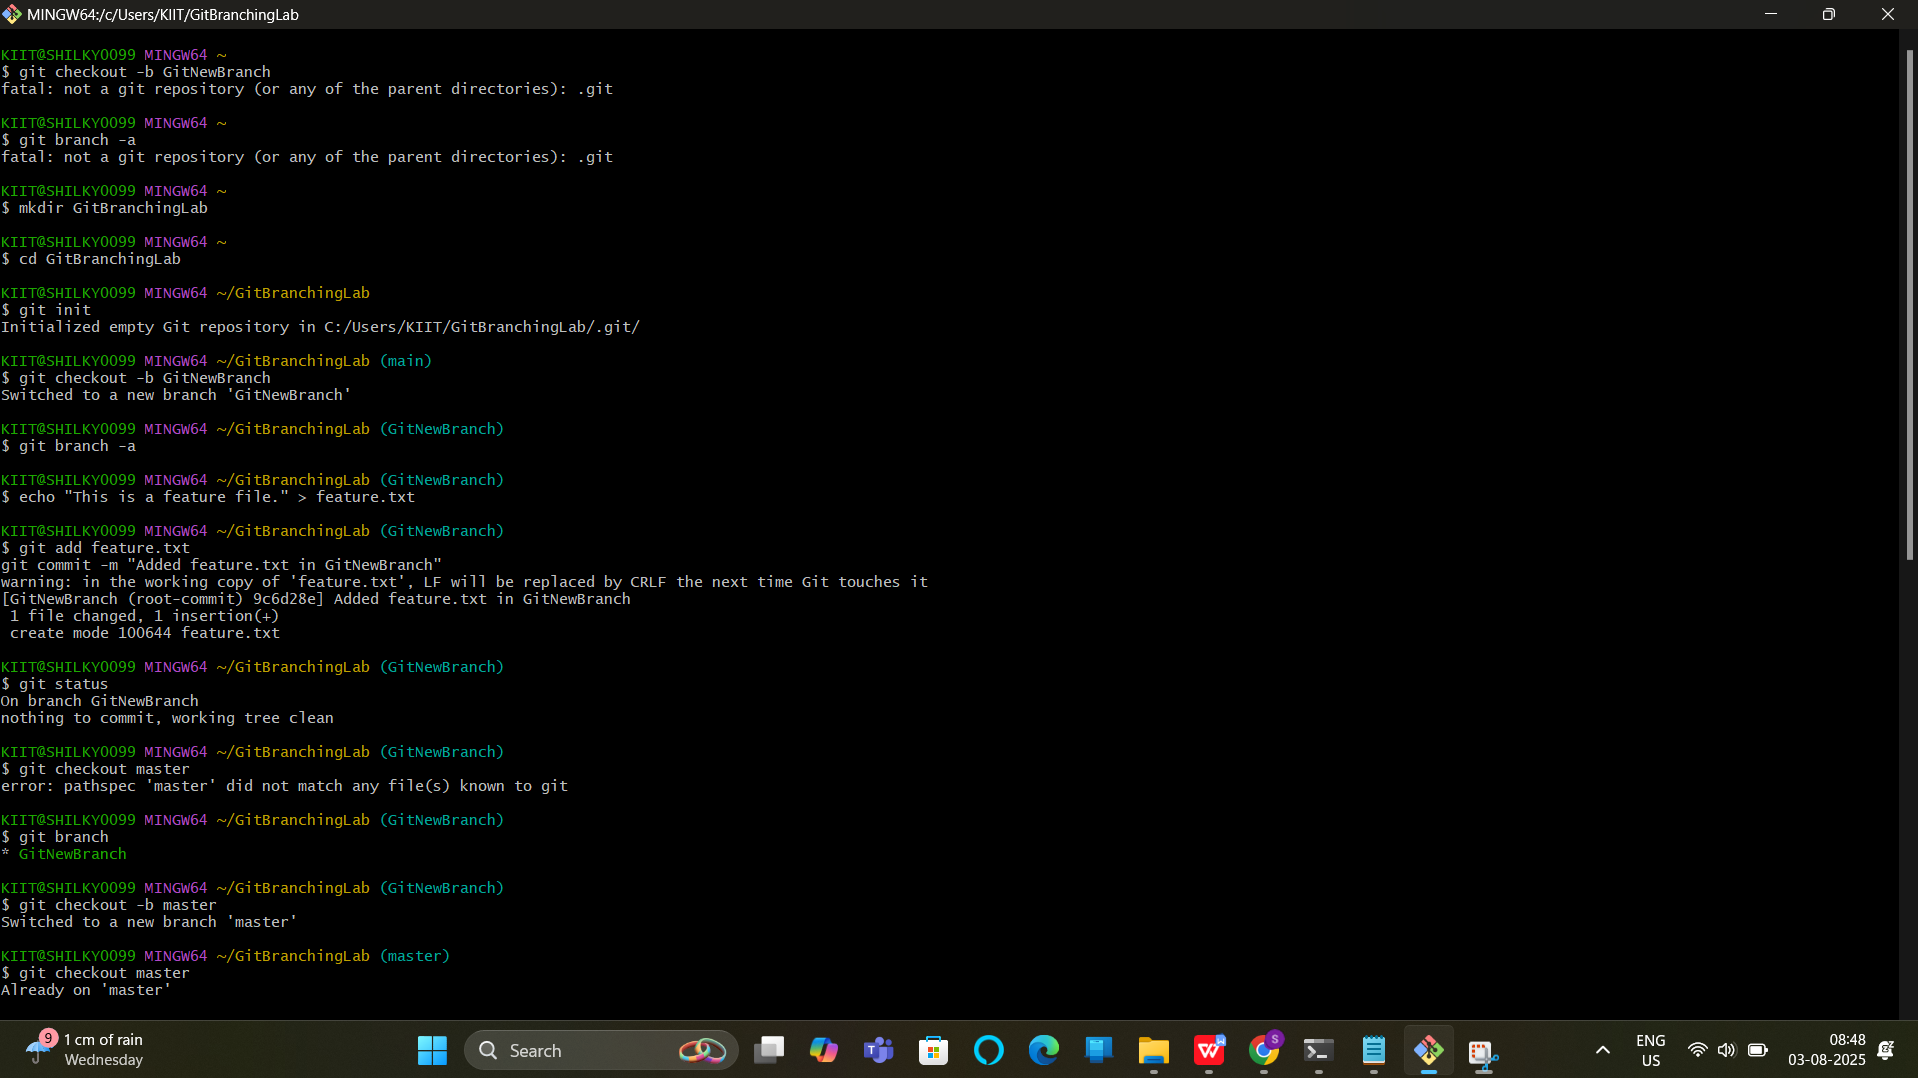 MINGW64:/c/Users/KIIT/GitBranchingLab
KIIT@SHILKY0099 MINGW64 ~
$ git checkout -b GitNewBranch
fatal: not a git repository (or any of the parent directories): .git
KIIT@SHILKY0099 MINGW64 ~
$ git branch -a
fatal: not a git repository (or any of the parent directories): .git
KIIT@SHILKY0099 MINGW64 ~
$ mkdir GitBranchingLab
KIIT@SHILKY0099 MINGW64 ~
$ cd GitBranchingLab
KIIT@SHILKY0099 MINGW64 ~/GitBranchingLab
$ git init
Initialized empty Git repository in C:/Users/KIIT/GitBranchingLab/.git/
KIIT@SHILKY0099 MINGW64 ~/GitBranchingLab (main)
$ git checkout -b GitNewBranch
Switched to a new branch 'GitNewBranch'
KIIT@SHILKY0099 MINGW64 ~/GitBranchingLab (GitNewBranch)
$ git branch -a
KIIT@SHILKY0099 MINGW64 ~/GitBranchingLab (GitNewBranch)
$ echo "This is a feature file." > feature.txt
KIIT@SHILKY0099 MINGW64 ~/GitBranchingLab (GitNewBranch)
$ git add feature.txt
git commit -m "Added feature.txt in GitNewBranch"
warning: in the working copy of 'feature.txt', LF will be replaced by CRLF the next time Git touches it
[GitNewBranch (root-commit) 9c6d28e] Added feature.txt in GitNewBranch
1 file changed, 1 insertion(+)
create mode 100644 feature.txt
KIIT@SHILKY0099 MINGW64 ~/GitBranchingLab (GitNewBranch)
$ git status
On branch GitNewBranch
nothing to commit, working tree clean
KIIT@SHILKY0099 MINGW64 ~/GitBranchingLab (GitNewBranch)
$ git checkout master
error: pathspec 'master' did not match any file(s) known to git
KIIT@SHILKY0099 MINGW64 ~/GitBranchingLab (GitNewBranch)
$ git branch
* GitNewBranch
KIIT@SHILKY0099 MINGW64 ~/GitBranchingLab (GitNewBranch)
$ git checkout -b master
Switched to a new branch 'master'
KIIT@SHILKY0099 MINGW64 ~/GitBranchingLab (master)
$ git checkout master
Already on 'master'
9
1 cm of rain
Wednesday
Search
S
ENG
US
08:48
03-08-2025